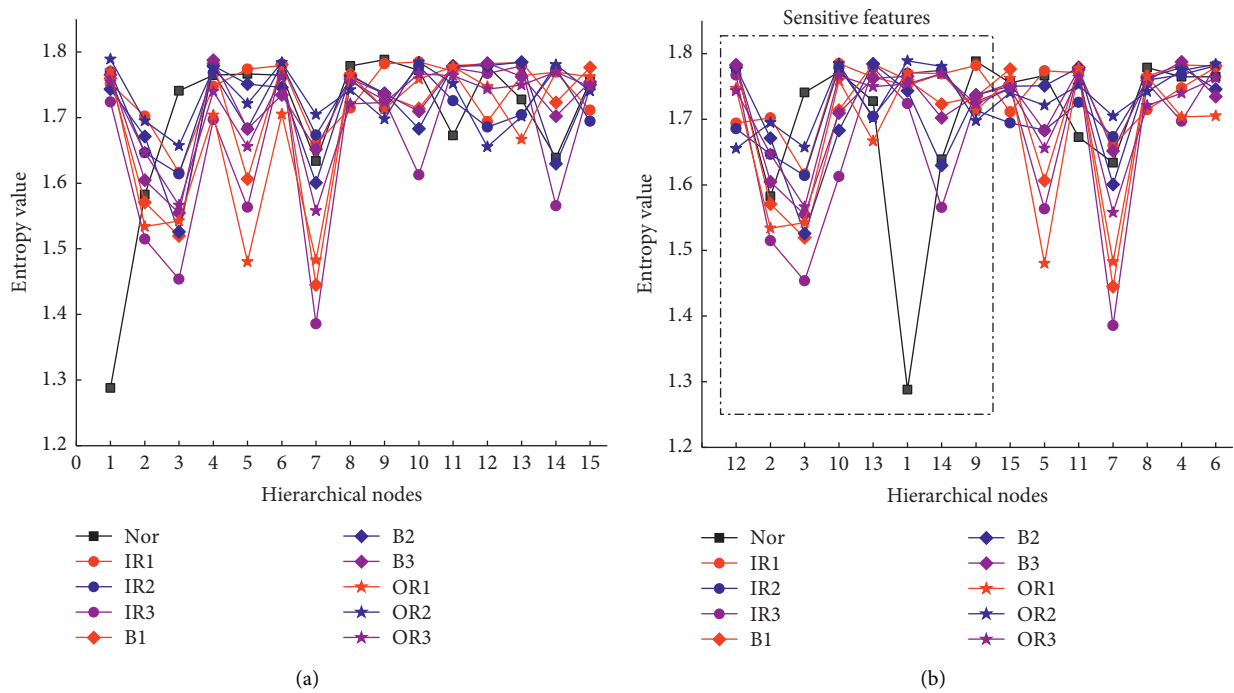 1.8
1.7
1.6
1.5
1.4
1.3
1.2
Entropy value
0 1 2 3 4 5 6 7 8 9 10 11 12 13 14 15
Hierarchical nodes
Nor
IR1
IR2
IR3
B1
B2
B3
OR1
OR2
OR3
(a)
Sensitive features
1.8
1.7
1.6
1.5
1.4
1.3
1.2
Entropy value
12 2 3 10 13 1 14 9 15 5 11 7 8 4 6
Hierarchical nodes
Nor
IR1
IR2
IR3
B1
B2
B3
OR1
OR2
OR3
(b)